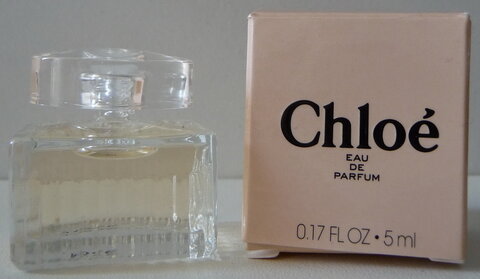 Chloé
EAU
DE
PARFUM
0.17 FL OZ • 5 ml